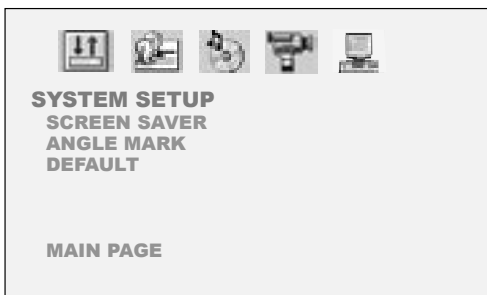 SYSTEM SETUP
SCREEN SAVER
ANGLE MARK
DEFAULT
MAIN PAGE